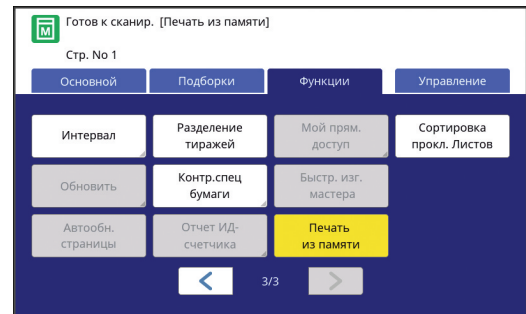 M
Готов к сканир. [Печать из памяти]
Стр. No 1
Основной
Подборки
Функции
Управление
Интервал
Разделение
тиражей
Мой прям.
доступ
Сортировка
прокл. Листов
Обновить
Контр.спец
бумаги
Быстр. изг.
мастера
Автообн.
страницы
Отчет ИД-
счетчика
Печать
из памяти
3/3